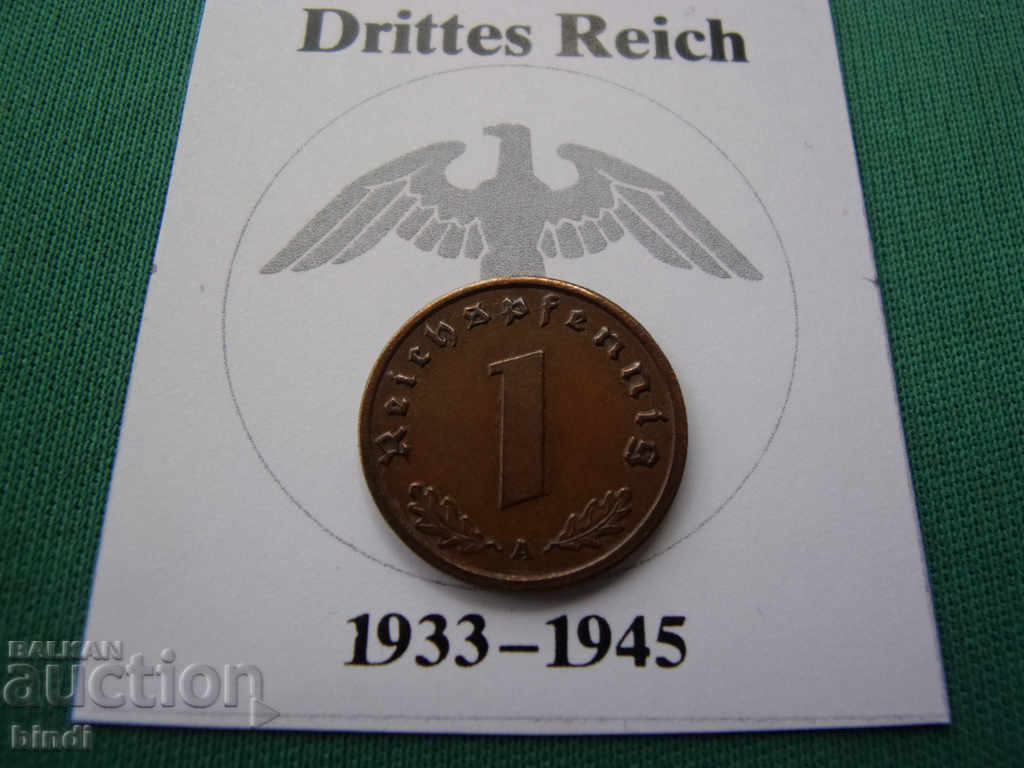 Drittes Reich
Reichspfennig
1
A
1933–1945
BALKAN
auction
bindi